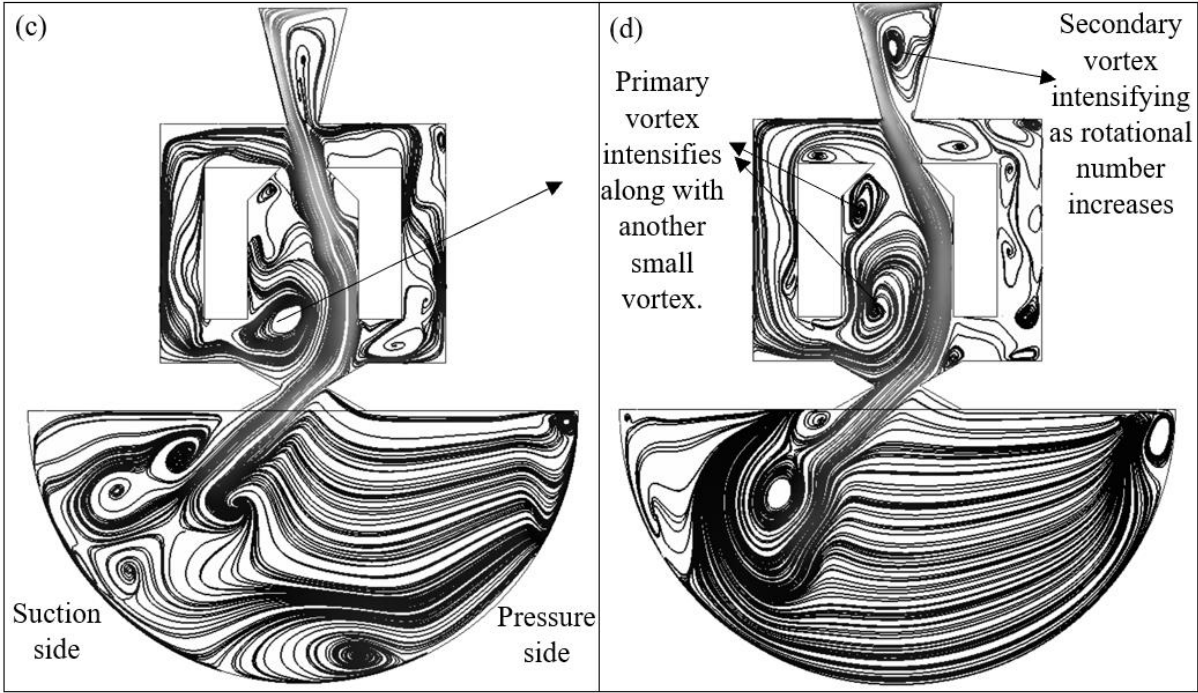 (c)
Suction
side
Pressure
side
(d)
Primary
vortex
intensifies
along with
another
small
vortex.
Secondary
vortex
intensifying
as rotational
number
increases